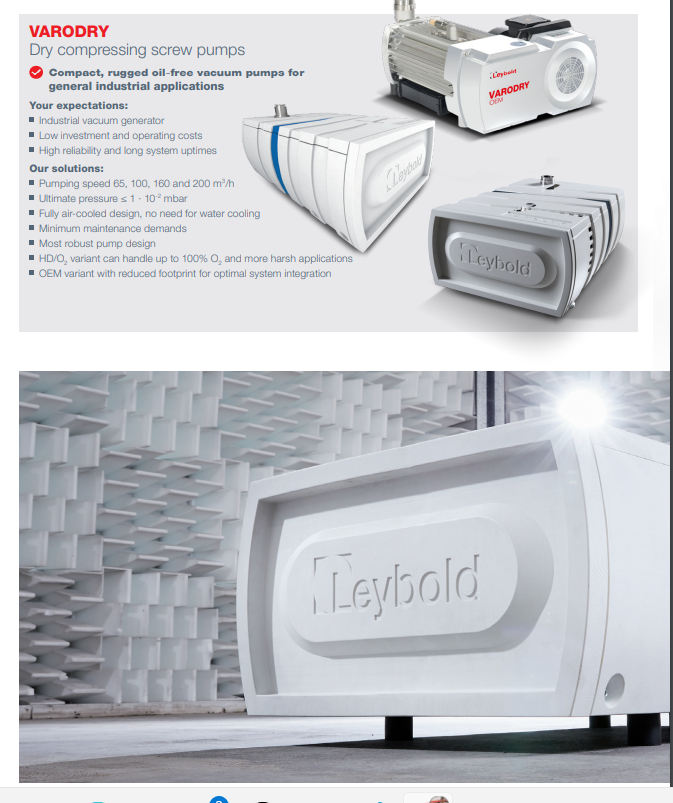 VARODRY
Dry compressing screw pumps
Compact, rugged oil-free vacuum pumps for
general industrial applications
Your expectations:
Industrial vacuum generator
Low investment and operating costs
High reliability and long system uptimes
Our solutions:
Pumping speed 65, 100, 160 and 200 m³/h
Ultimate pressure ≤ 1 · 10⁻² mbar
Fully air-cooled design, no need for water cooling
Minimum maintenance demands
Most robust pump design
HD/O₂ variant can handle up to 100% O₂ and more harsh applications
OEM variant with reduced footprint for optimal system integration
Leybold
VARODRY
OEM
Leybold
Leybold
Leybold